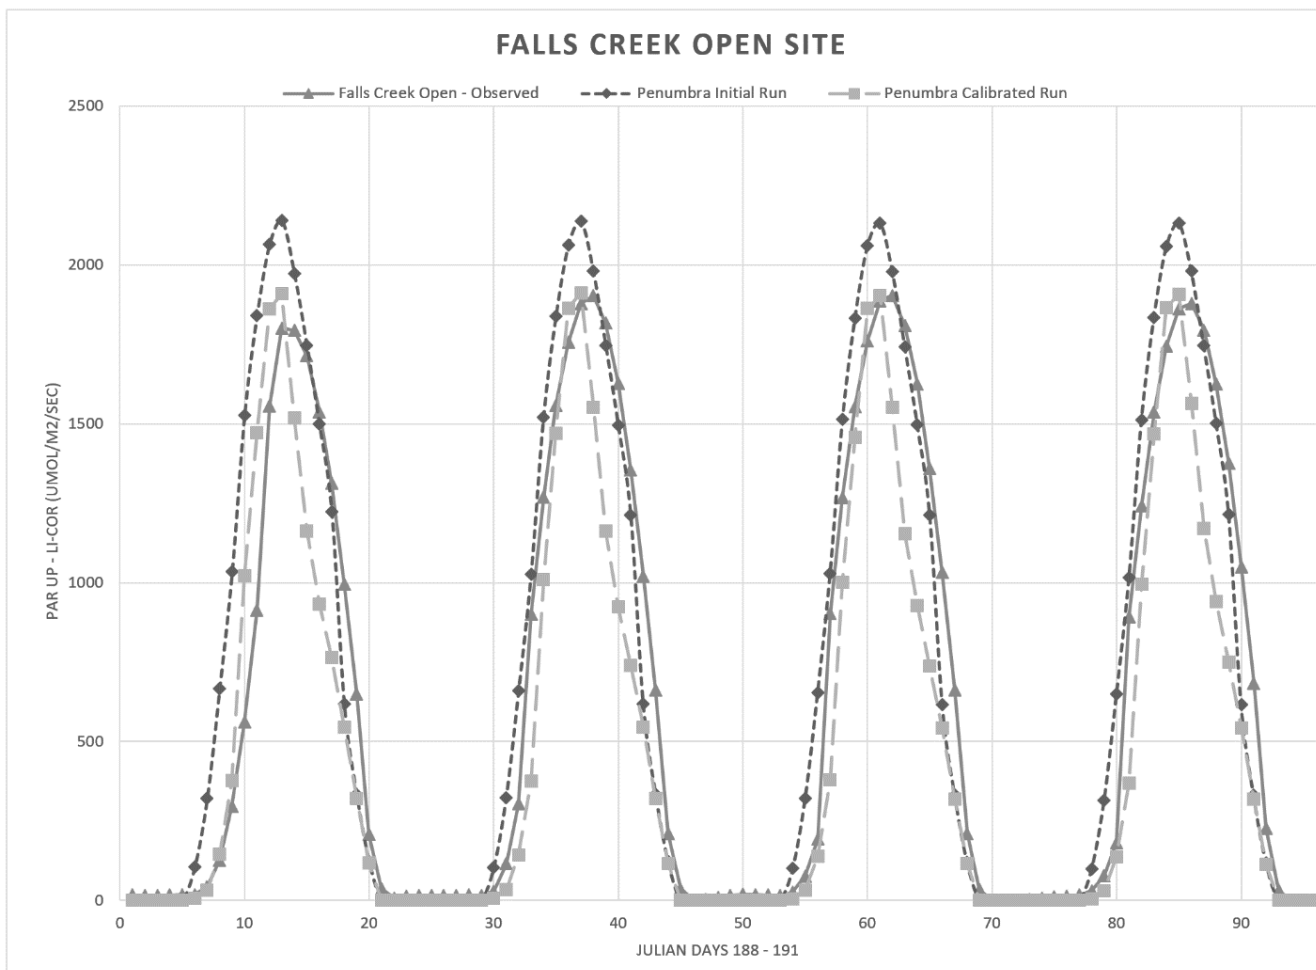 FALLS CREEK OPEN SITE
Falls Creek Open - Observed Penumbra Initial Run Penumbra Calibrated Run
2500
2000
1500
1000
500
0
PAR UP - LI-COR (UMOL/M2/SEC)
0 10 20 30 40 50 60 70 80 90
JULIAN DAYS 188 - 191